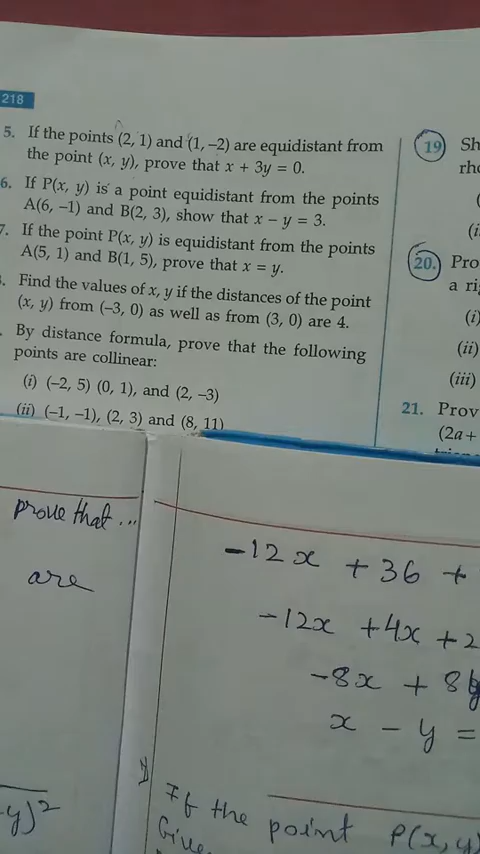 218
5. If the points (2, 1) and (1, –2) are equidistant from
the point (x, y), prove that x + 3y = 0.
6. If P(x, y) is a point equidistant from the points
A(6, –1) and B(2, 3), show that x – y = 3.
7. If the point P(x, y) is equidistant from the points
A(5, 1) and B(1, 5), prove that x = y.
. Find the values of x, y if the distances of the point
(x, y) from (–3, 0) as well as from (3, 0) are 4.
. By distance formula, prove that the following
points are collinear:
(i) (–2, 5) (0, 1), and (2, –3)
(ii) (–1, –1), (2, 3) and (8, 11)
19 Sh
rho
(
(i
20. Pro
a ri
(i)
(ii)
(iii)
21. Prov
(2a +
prove that ...
are
-y)²
-12x + 36 +
-12x + 4x + 2
-8x + 8y
x - y =
If the point P(x, y)
Give